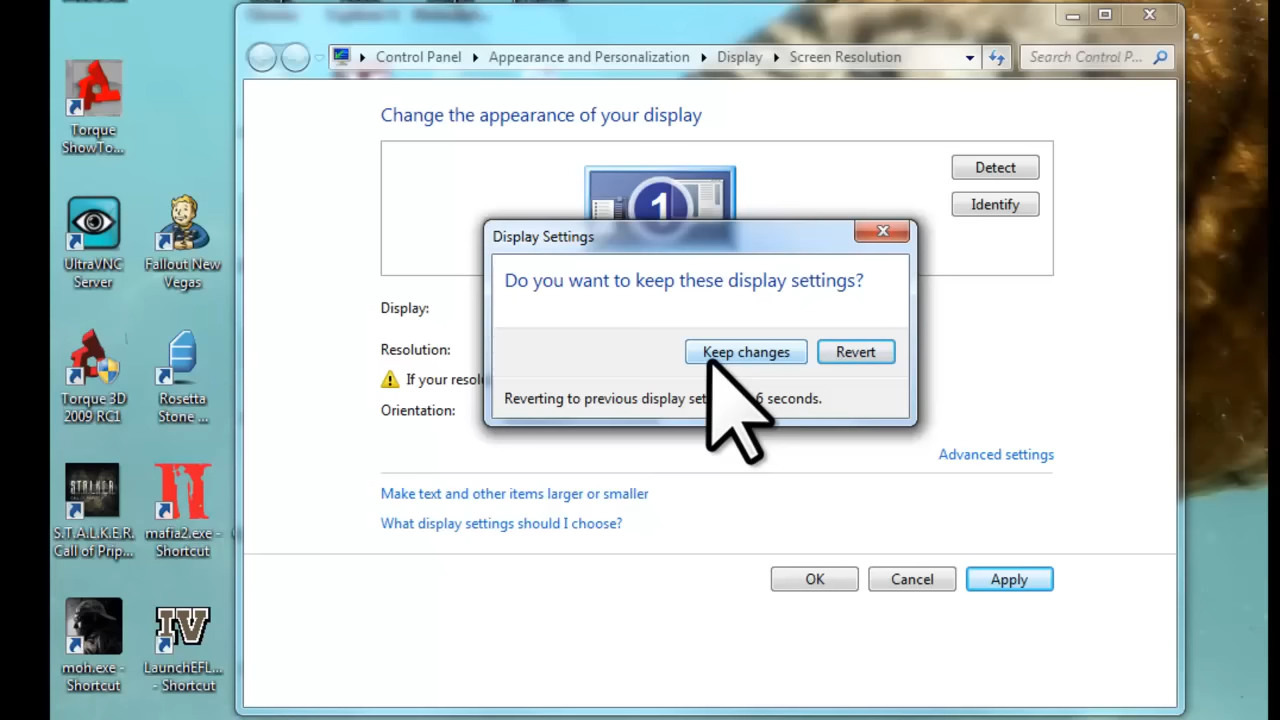 Control Panel
Appearance and Personalization
Display
Screen Resolution
Search Control P...
Change the appearance of your display
1
Detect
Identify
Display Settings
Do you want to keep these display settings?
Keep changes
Revert
Reverting to previous display set 6 seconds.
Display:
Resolution:
If your resol
Orientation:
Advanced settings
Make text and other items larger or smaller
What display settings should I choose?
OK
Cancel
Apply
Torque
ShowTo...
UltraVNC
Server
Fallout New
Vegas
Torque 3D
2009 RC1
Rosetta
Stone ...
S.T.A.L.K.E.R.
S.T.A.L.K.E.R.
Call of Prip...
mafia2.exe -
Shortcut
moh.exe -
Shortcut
IV
LaunchEFL...
- Shortcut